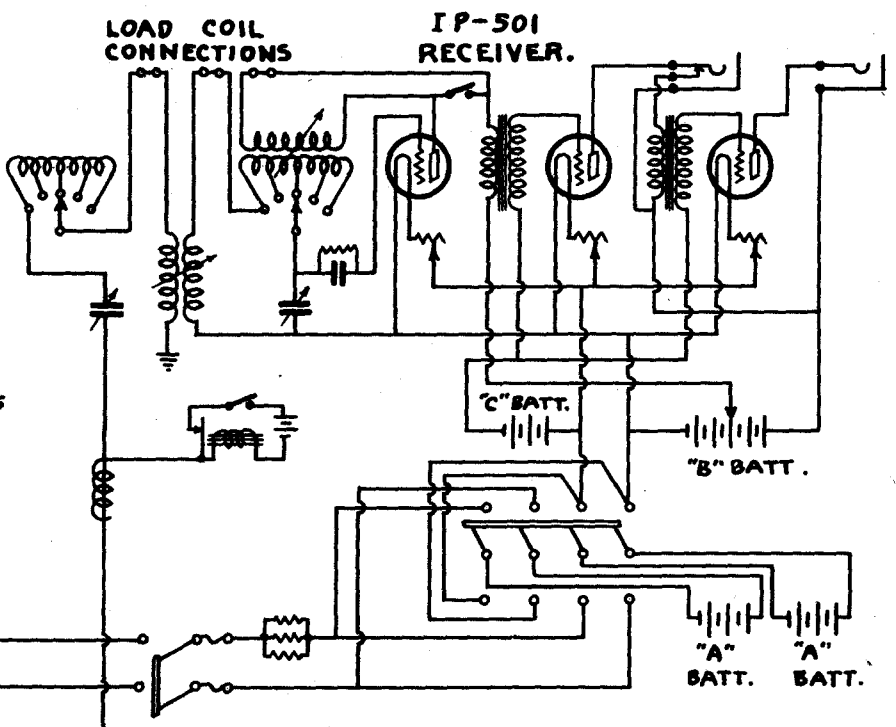 LOAD COIL
CONNECTIONS
IP-501
RECEIVER.
"C" BATT.
"B" BATT.
"A"
BATT.
"A"
BATT.